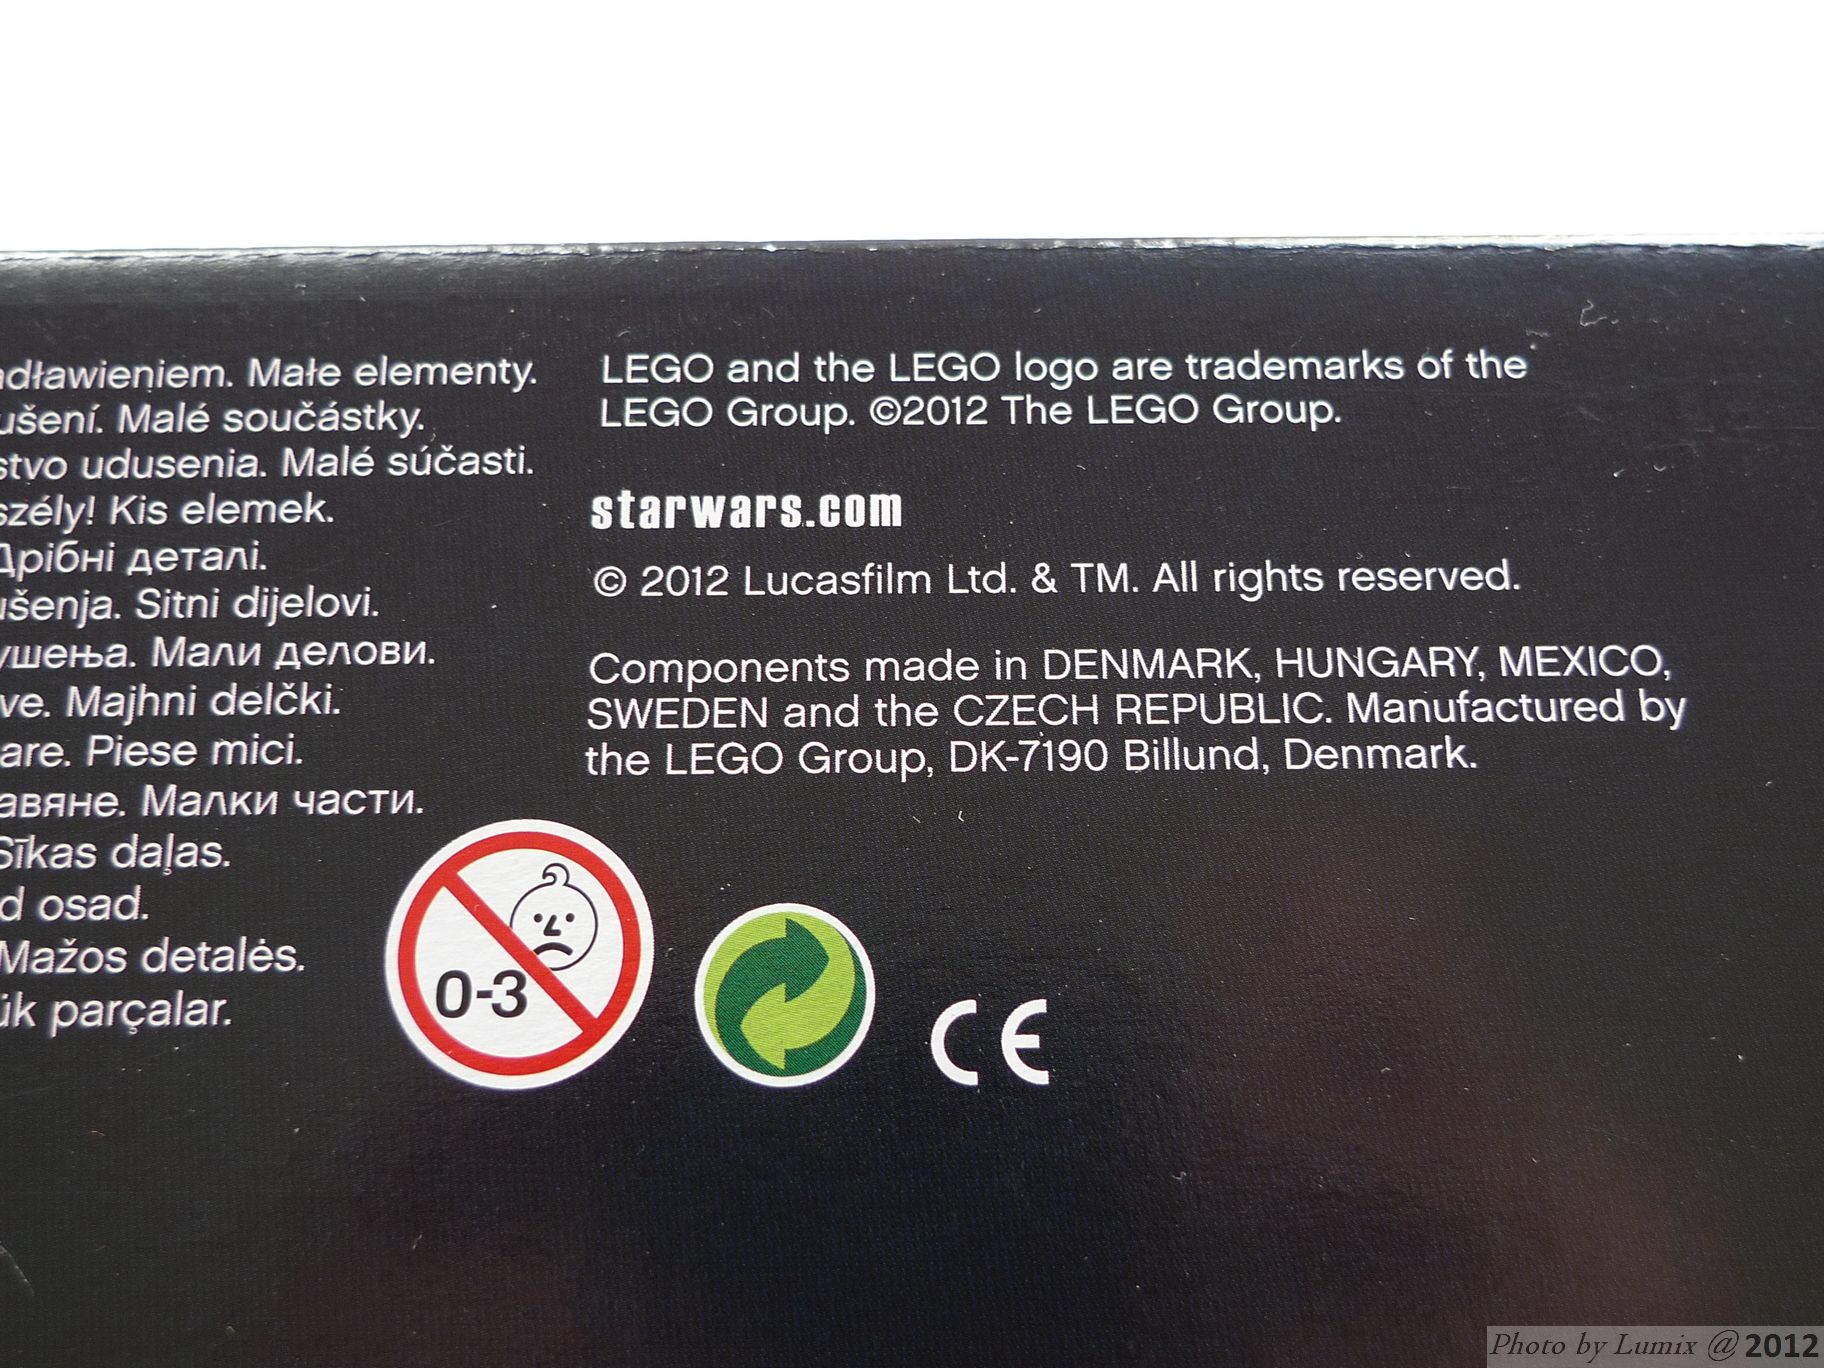 adławieniem. Małe elementy.
ušení. Malé součástky.
stvo udusenia. Malé súčasti.
szély! Kis elemek.
Дрібні деталі.
ušenja. Sitni dijelovi.
ушења. Мали делови.
ve. Majhni delčki.
are. Piese mici.
авяне. Малки части.
Sīkas daļas.
d osad.
Mažos detalės.
ük parçalar.
LEGO and the LEGO logo are trademarks of the
LEGO Group. ©2012 The LEGO Group.
starwars.com
© 2012 Lucasfilm Ltd. & TM. All rights reserved.
Components made in DENMARK, HUNGARY, MEXICO,
SWEDEN and the CZECH REPUBLIC. Manufactured by
the LEGO Group, DK-7190 Billund, Denmark.
0-3
CE
Photo by Lumix @ 2012